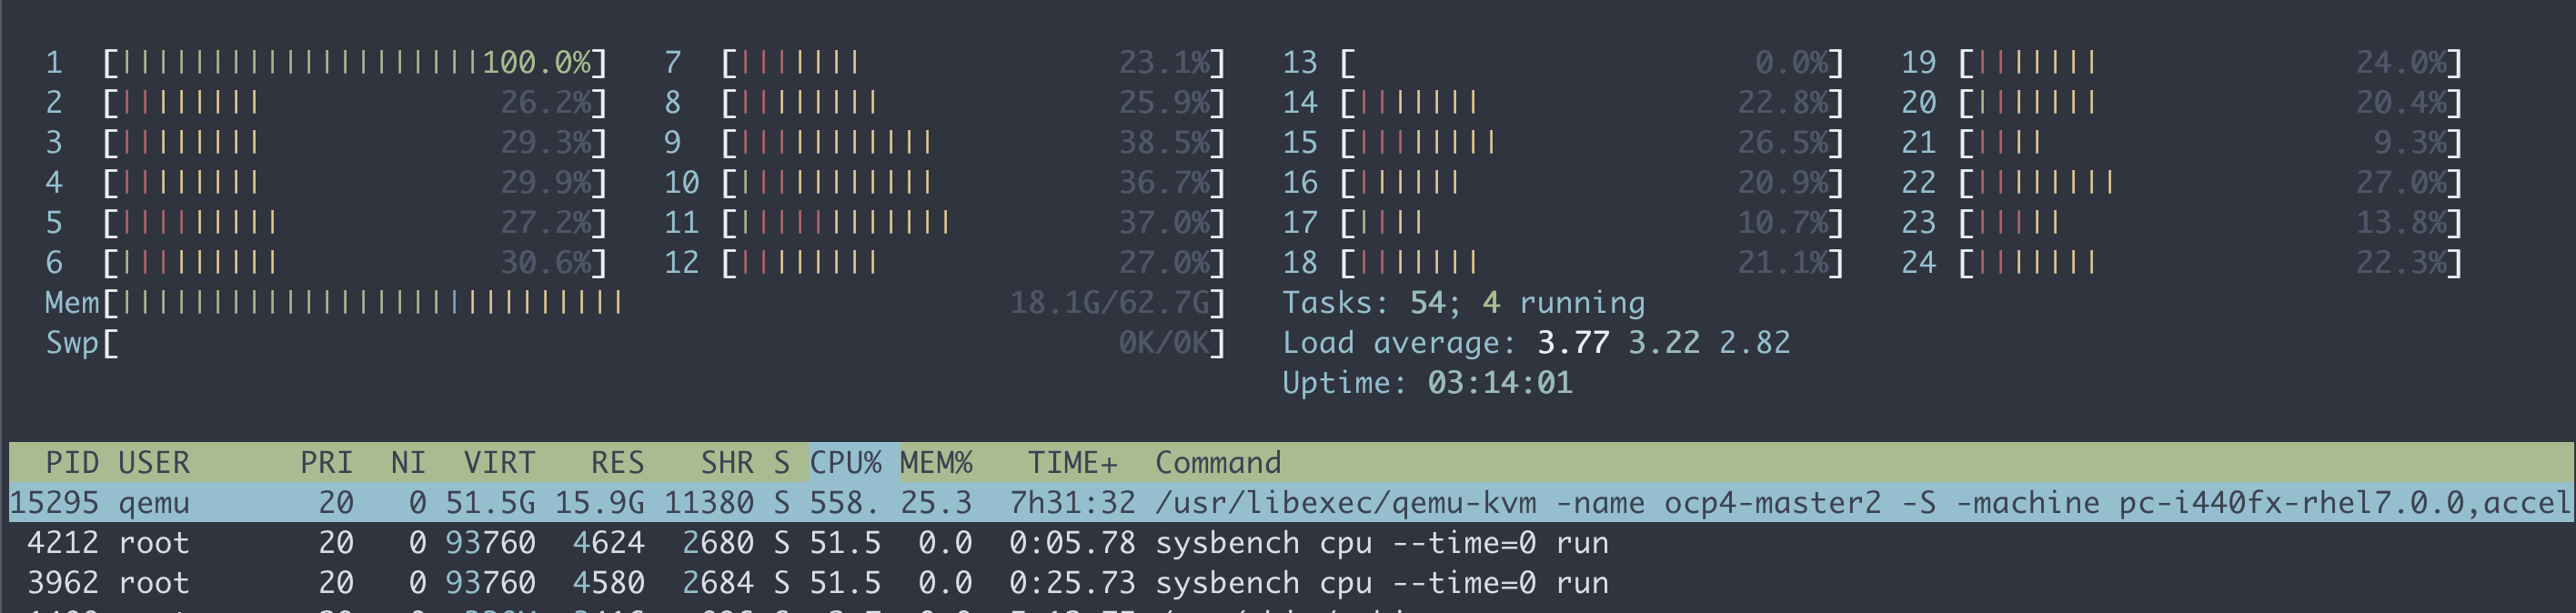 1 [||||||||||||||||||||100.0%] 7 [||||||| 23.1%] 13 [ 0.0%] 19 [||||||| 24.0%]
2 [|||||||| 26.2%] 8 [|||||||| 25.9%] 14 [||||||| 22.8%] 20 [||||||| 20.4%]
3 [|||||||| 29.3%] 9 [||||||||||| 38.5%] 15 [|||||||| 26.5%] 21 [|||| 9.3%]
4 [|||||||| 29.9%] 10 [||||||||||| 36.7%] 16 [|||||| 20.9%] 22 [|||||||| 27.0%]
5 [||||||||| 27.2%] 11 [|||||||||||| 37.0%] 17 [|||| 10.7%] 23 [||||| 13.8%]
6 [||||||||| 30.6%] 12 [|||||||| 27.0%] 18 [||||||| 21.1%] 24 [||||||| 22.3%]
Mem[|||||||||||||||||||||||||||| 18.1G/62.7G] Tasks: 54; 4 running
Swp[ 0K/0K] Load average: 3.77 3.22 2.82
Uptime: 03:14:01
PID USER PRI NI VIRT RES SHR S CPU% MEM% TIME+ Command
15295 qemu 20 0 51.5G 15.9G 11380 S 558. 25.3 7h31:32 /usr/libexec/qemu-kvm -name ocp4-master2 -S -machine pc-i440fx-rhel7.0.0,accel
4212 root 20 0 93760 4624 2680 S 51.5 0.0 0:05.78 sysbench cpu --time=0 run
3962 root 20 0 93760 4580 2684 S 51.5 0.0 0:25.73 sysbench cpu --time=0 run